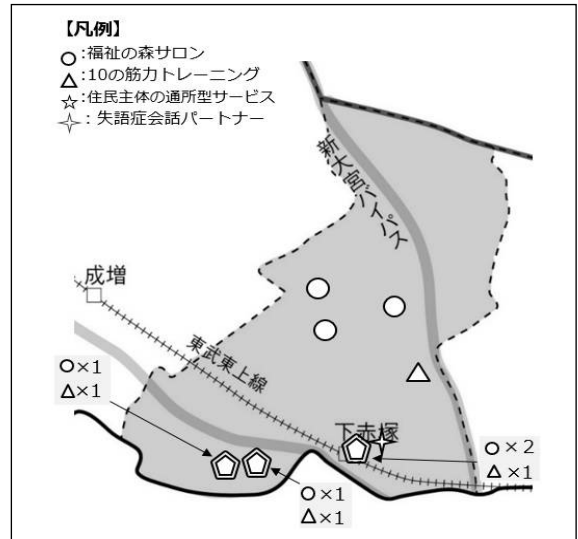 【凡例】
○:福祉の森サロン
△:10の筋力トレーニング
☆:住民主体の通所型サービス
✧: 失語症会話パートナー
新大宮バイパス
成増
東武東上線
○×1
△×1
下赤塚
○×2
△×1
○×1
△×1